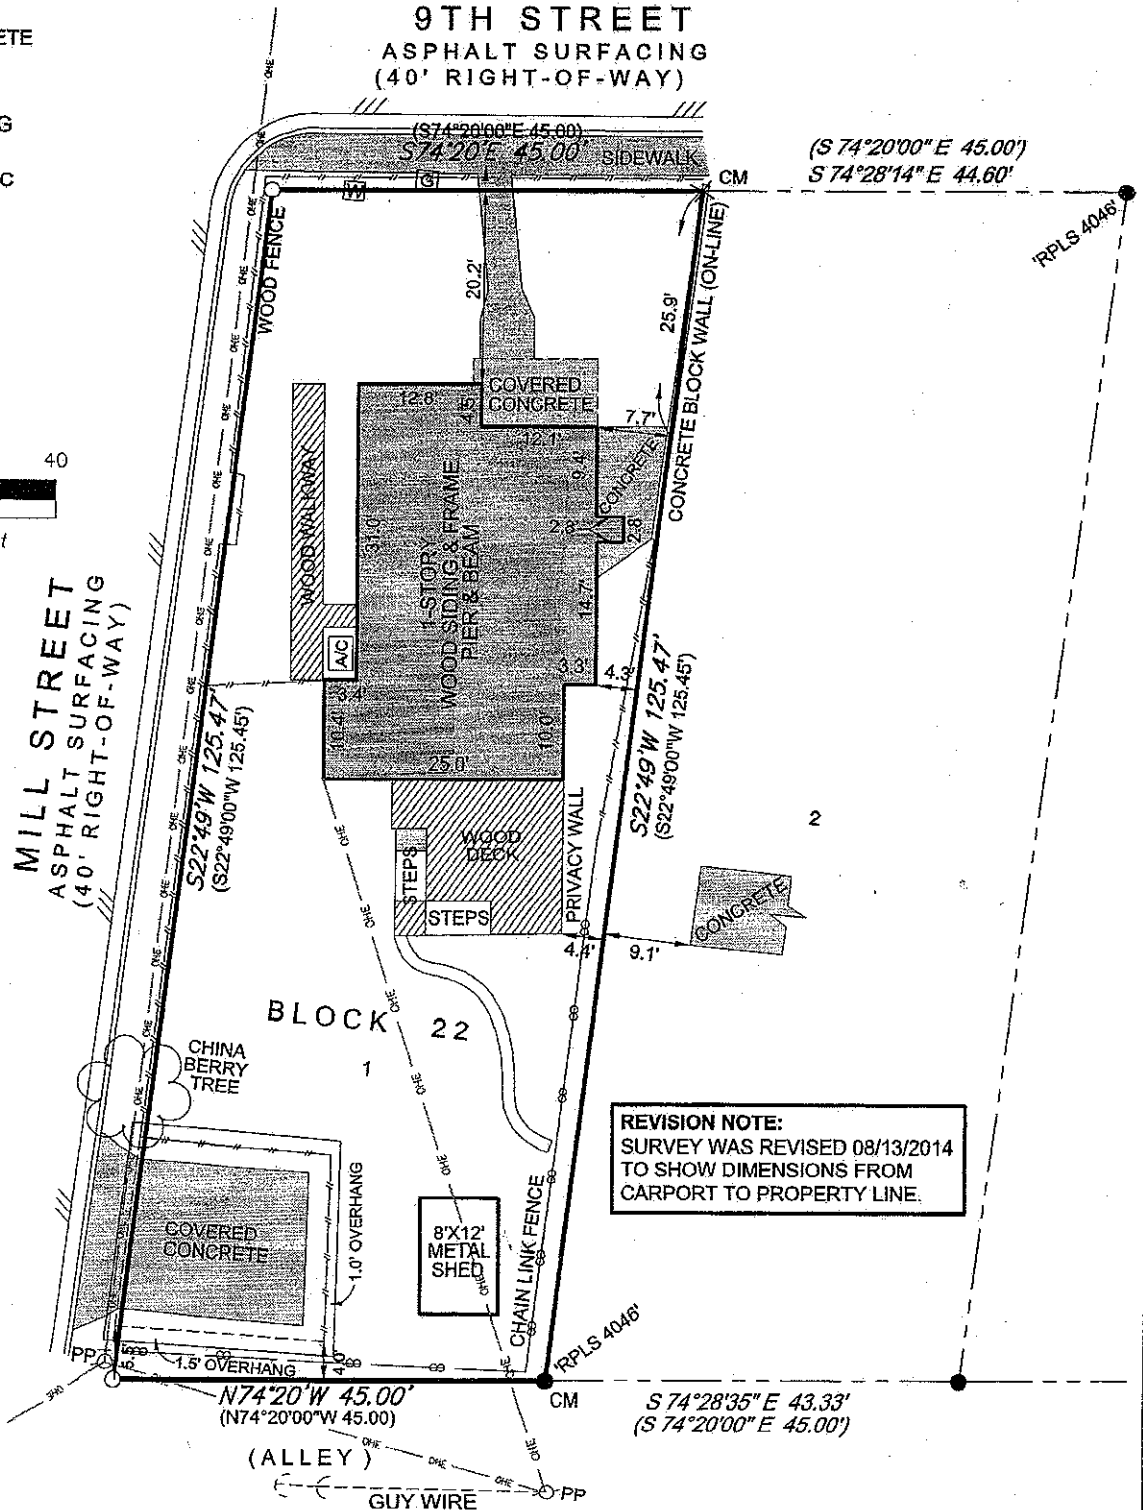 9TH STREET
ASPHALT SURFACING
(40' RIGHT-OF-WAY)
(S74°20'00"E 45.00)
S74°20'E 45.00'
SIDEWALK
(S 74°20'00" E 45.00')
S 74°28'14" E 44.60'
CM
'RPLS 4046'
W
G
OHE
WOOD FENCE
20.2'
25.9'
CONCRETE BLOCK WALL (ON-LINE)
COVERED
CONCRETE
12.8'
4.5'
7.7'
12.1'
9.4'
CONCRETE
40
WOOD WALKWAY
31.0'
1-STORY
WOOD SIDING & FRAME
PIER & BEAM
2.8'
2.8'
14.7'
A/C
3.3'
4.3'
3.4'
10.4'
10.0'
25.0'
MILL STREET
ASPHALT SURFACING
(40' RIGHT-OF-WAY)
S22°49'W 125.47'
(S22°49'00"W 125.45')
S22°49'W 125.47'
(S22°49'00"W 125.45')
2
WOOD
DECK
STEPS
STEPS
PRIVACY WALL
CONCRETE
4.4'
9.1'
BLOCK 22
1
CHINA
BERRY
TREE
REVISION NOTE:
SURVEY WAS REVISED 08/13/2014
TO SHOW DIMENSIONS FROM
CARPORT TO PROPERTY LINE.
COVERED
CONCRETE
1.0' OVERHANG
8'X12'
METAL
SHED
CHAIN LINK FENCE
'RPLS 4046'
PP
1.5' OVERHANG
4.0'
N74°20'W 45.00'
(N74°20'00"W 45.00)
CM
S 74°28'35" E 43.33'
(S 74°20'00" E 45.00')
(ALLEY)
GUY WIRE
PP